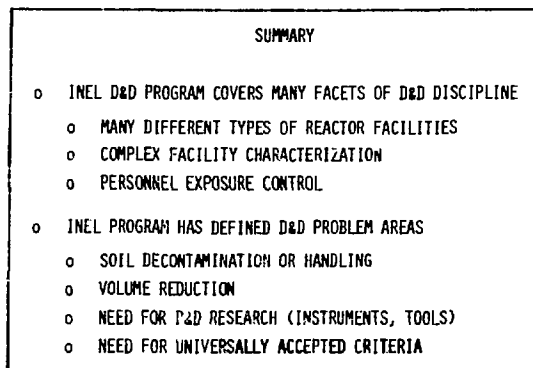 SUMMARY
o INEL D&D PROGRAM COVERS MANY FACETS OF D&D DISCIPLINE
o MANY DIFFERENT TYPES OF REACTOR FACILITIES
o COMPLEX FACILITY CHARACTERIZATION
o PERSONNEL EXPOSURE CONTROL
o INEL PROGRAM HAS DEFINED D&D PROBLEM AREAS
o SOIL DECONTAMINATION OR HANDLING
o VOLUME REDUCTION
o NEED FOR D&D RESEARCH (INSTRUMENTS, TOOLS)
o NEED FOR UNIVERSALLY ACCEPTED CRITERIA